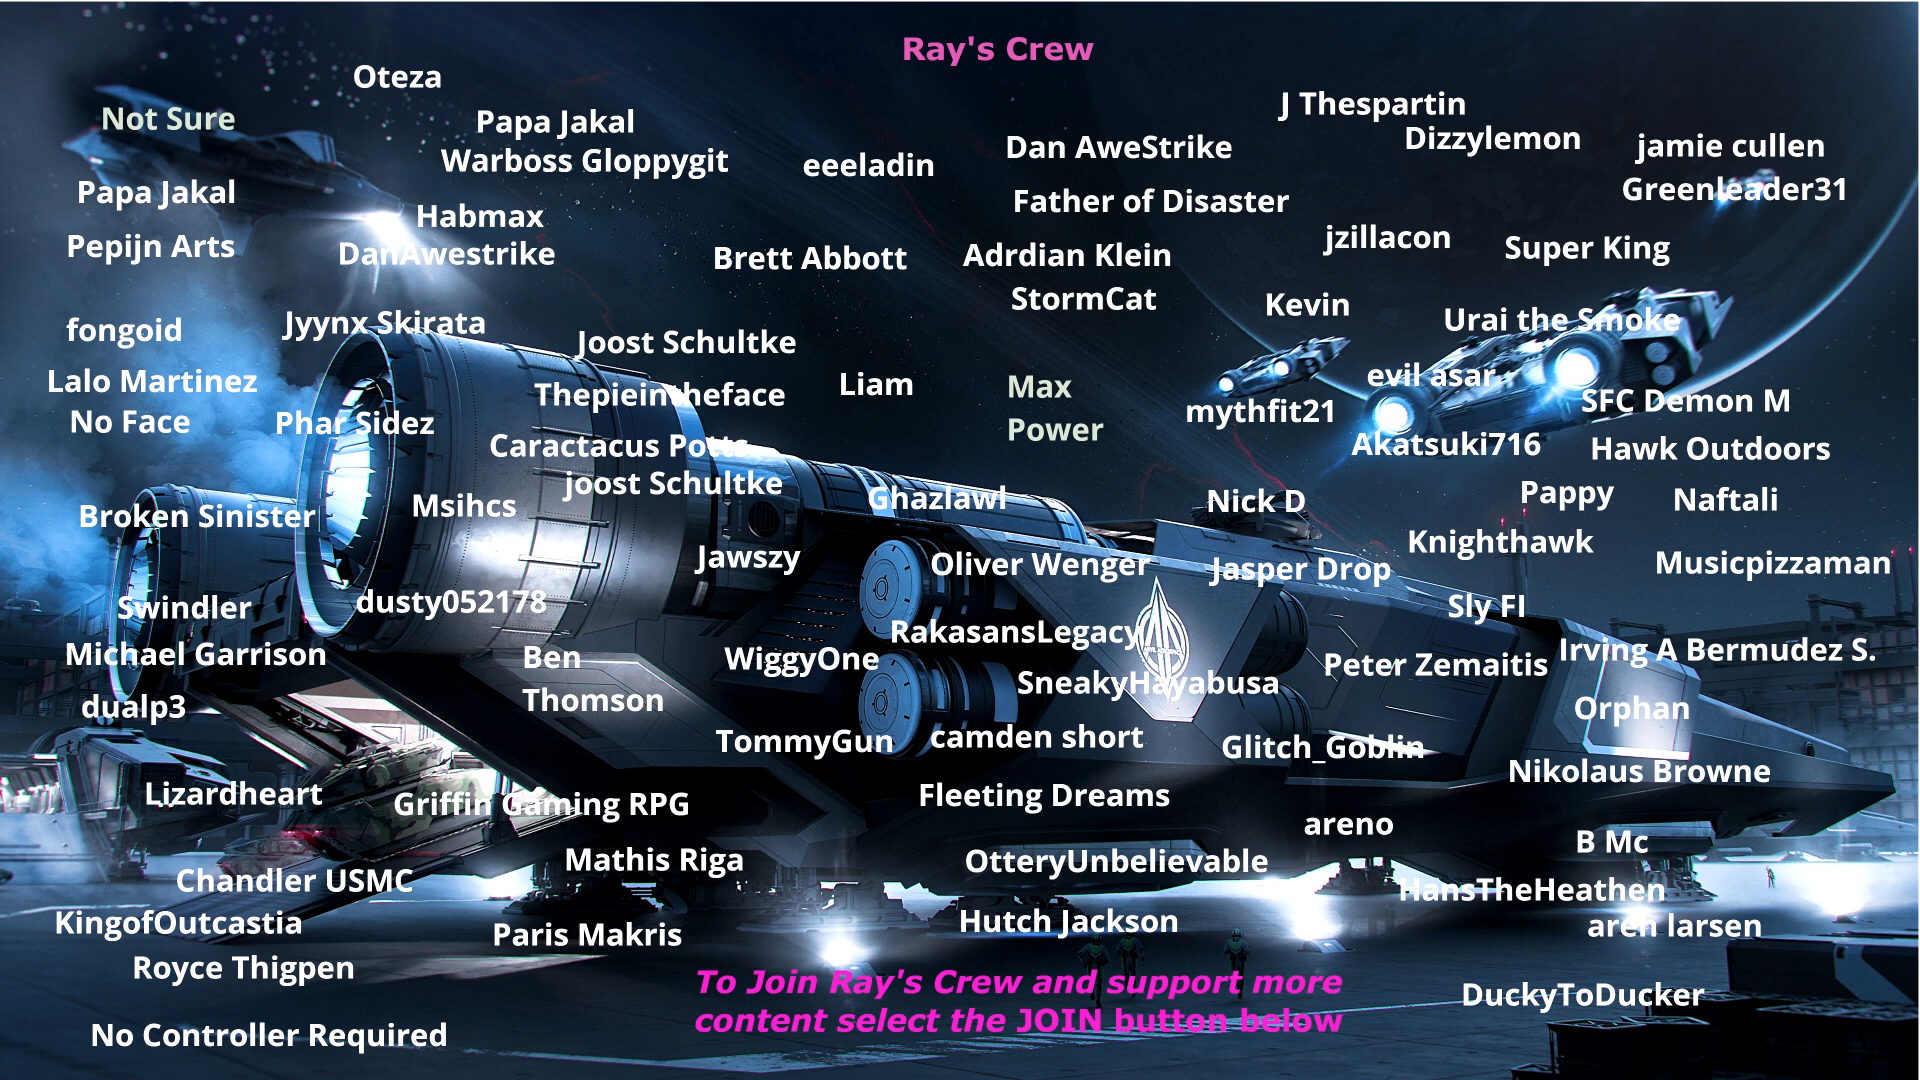 Ray's Crew
Oteza
Not Sure
Papa Jakal
Warboss Gloppygit
eeeladin
Dan AweStrike
J Thespartin
Dizzylemon
jamie cullen
Greenleader31
Papa Jakal
Habmax
Father of Disaster
Pepijn Arts
DanAwestrike
Brett Abbott
Adrdian Klein
jzillacon
Super King
StormCat
Kevin
Urai the Smoke
fongoid
Jyynx Skirata
Joost Schultke
Lalo Martinez
Thepieintheface
Liam
Max
Power
evil asar
mythfit21
SFC Demon M
No Face
Phar Sidez
Caractacus Potts
joost Schultke
Akatsuki716
Hawk Outdoors
Broken Sinister
Msihcs
Ghazlawl
Nick D
Pappy
Naftali
Jawszy
Oliver Wenger
Jasper Drop
Knighthawk
Musicpizzaman
Swindler
dusty052178
Sly FI
Michael Garrison
Ben
Thomson
WiggyOne
RakasansLegacy
SneakyHayabusa
Peter Zemaitis
Irving A Bermudez S.
dualp3
TommyGun
camden short
Glitch_Goblin
Orphan
Nikolaus Browne
Lizardheart
Griffin Gaming RPG
Fleeting Dreams
areno
B Mc
Mathis Riga
OtteryUnbelievable
Chandler USMC
HansTheHeathen
KingofOutcastia
Paris Makris
Hutch Jackson
aren larsen
Royce Thigpen
To Join Ray's Crew and support more
content select the JOIN button below
DuckyToDucker
No Controller Required